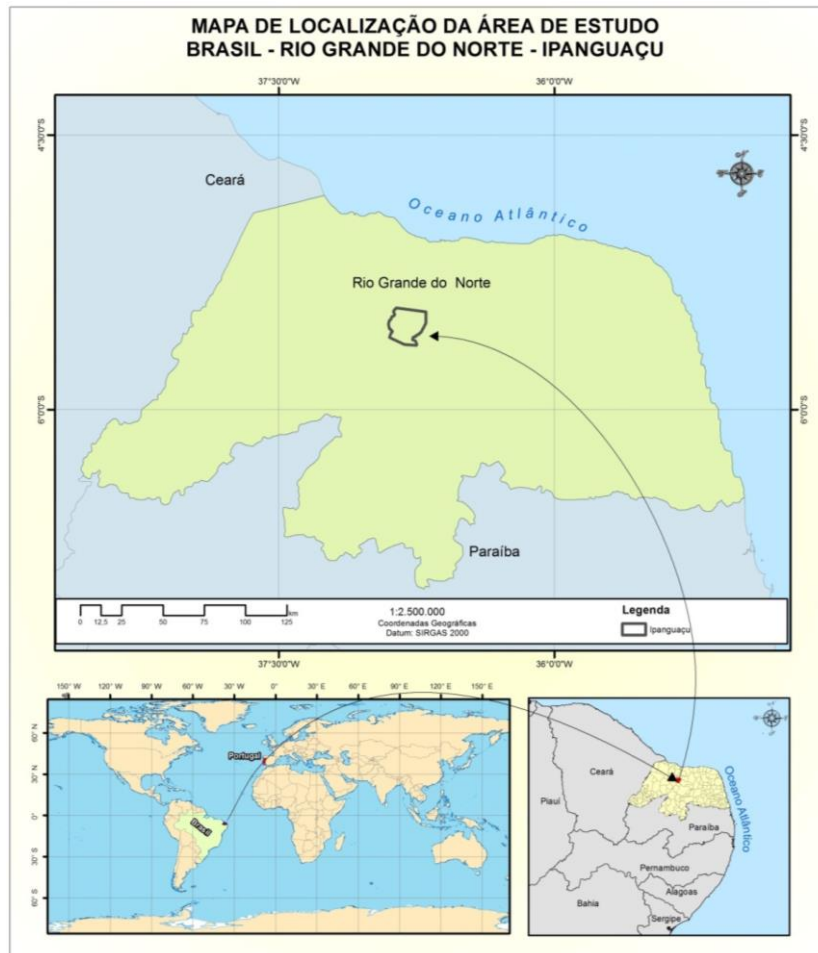 MAPA DE LOCALIZAÇÃO DA ÁREA DE ESTUDO
BRASIL - RIO GRANDE DO NORTE - IPANGUAÇU
37°30'0"W
36°0'0"W
4°30'0"S
4°30'0"S
Ceará
Oceano Atlântico
Rio Grande do Norte
6°0'0"S
6°0'0"S
Paraíba
0 12,5 25 50 75 100 125 km
1:2.500.000
Coordenadas Geográficas
Datum: SIRGAS 2000
Legenda
Ipanguaçu
37°30'0"W
36°0'0"W
150° W 120° W 90° W 60° W 30° W 0° 30° E 60° E 90° E 120° E 150° E
60° N
30° N
0°
30° S
60° S
Portugal
Brasil
Ceará
Piauí
Oceano Atlântico
Paraíba
Pernambuco
Alagoas
Bahia
Sergipe